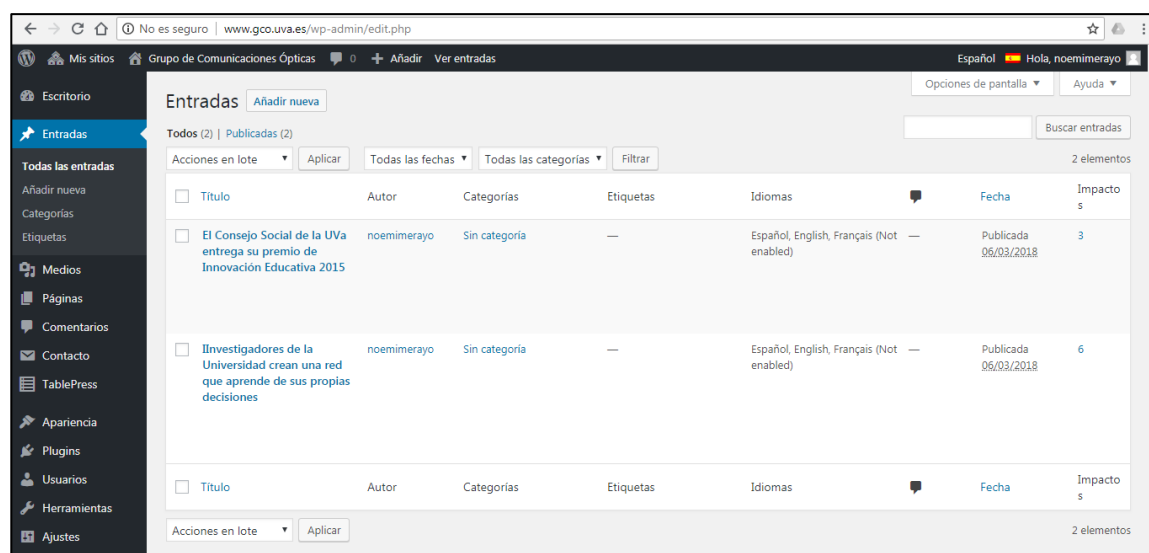 No es seguro | www.gco.uva.es/wp-admin/edit.php
Mis sitios Grupo de Comunicaciones Ópticas 0 Añadir Ver entradas Español Hola, noemimerayo
Escritorio
Entradas
Todas las entradas
Añadir nueva
Categorías
Etiquetas
Medios
Páginas
Comentarios
Contacto
TablePress
Apariencia
Plugins
Usuarios
Herramientas
Ajustes
Opciones de pantalla Ayuda
Entradas Añadir nueva
Todos (2) | Publicadas (2)
Buscar entradas
Acciones en lote Aplicar Todas las fechas Todas las categorías Filtrar 2 elementos
Título Autor Categorías Etiquetas Idiomas Fecha Impacto
s
El Consejo Social de la UVa noemimerayo Sin categoría — Español, English, Français (Not — Publicada 3
entrega su premio de enabled) 06/03/2018
Innovación Educativa 2015
IInvestigadores de la noemimerayo Sin categoría — Español, English, Français (Not — Publicada 6
Universidad crean una red enabled) 06/03/2018
que aprende de sus propias
decisiones
Título Autor Categorías Etiquetas Idiomas Fecha Impacto
s
Acciones en lote Aplicar 2 elementos